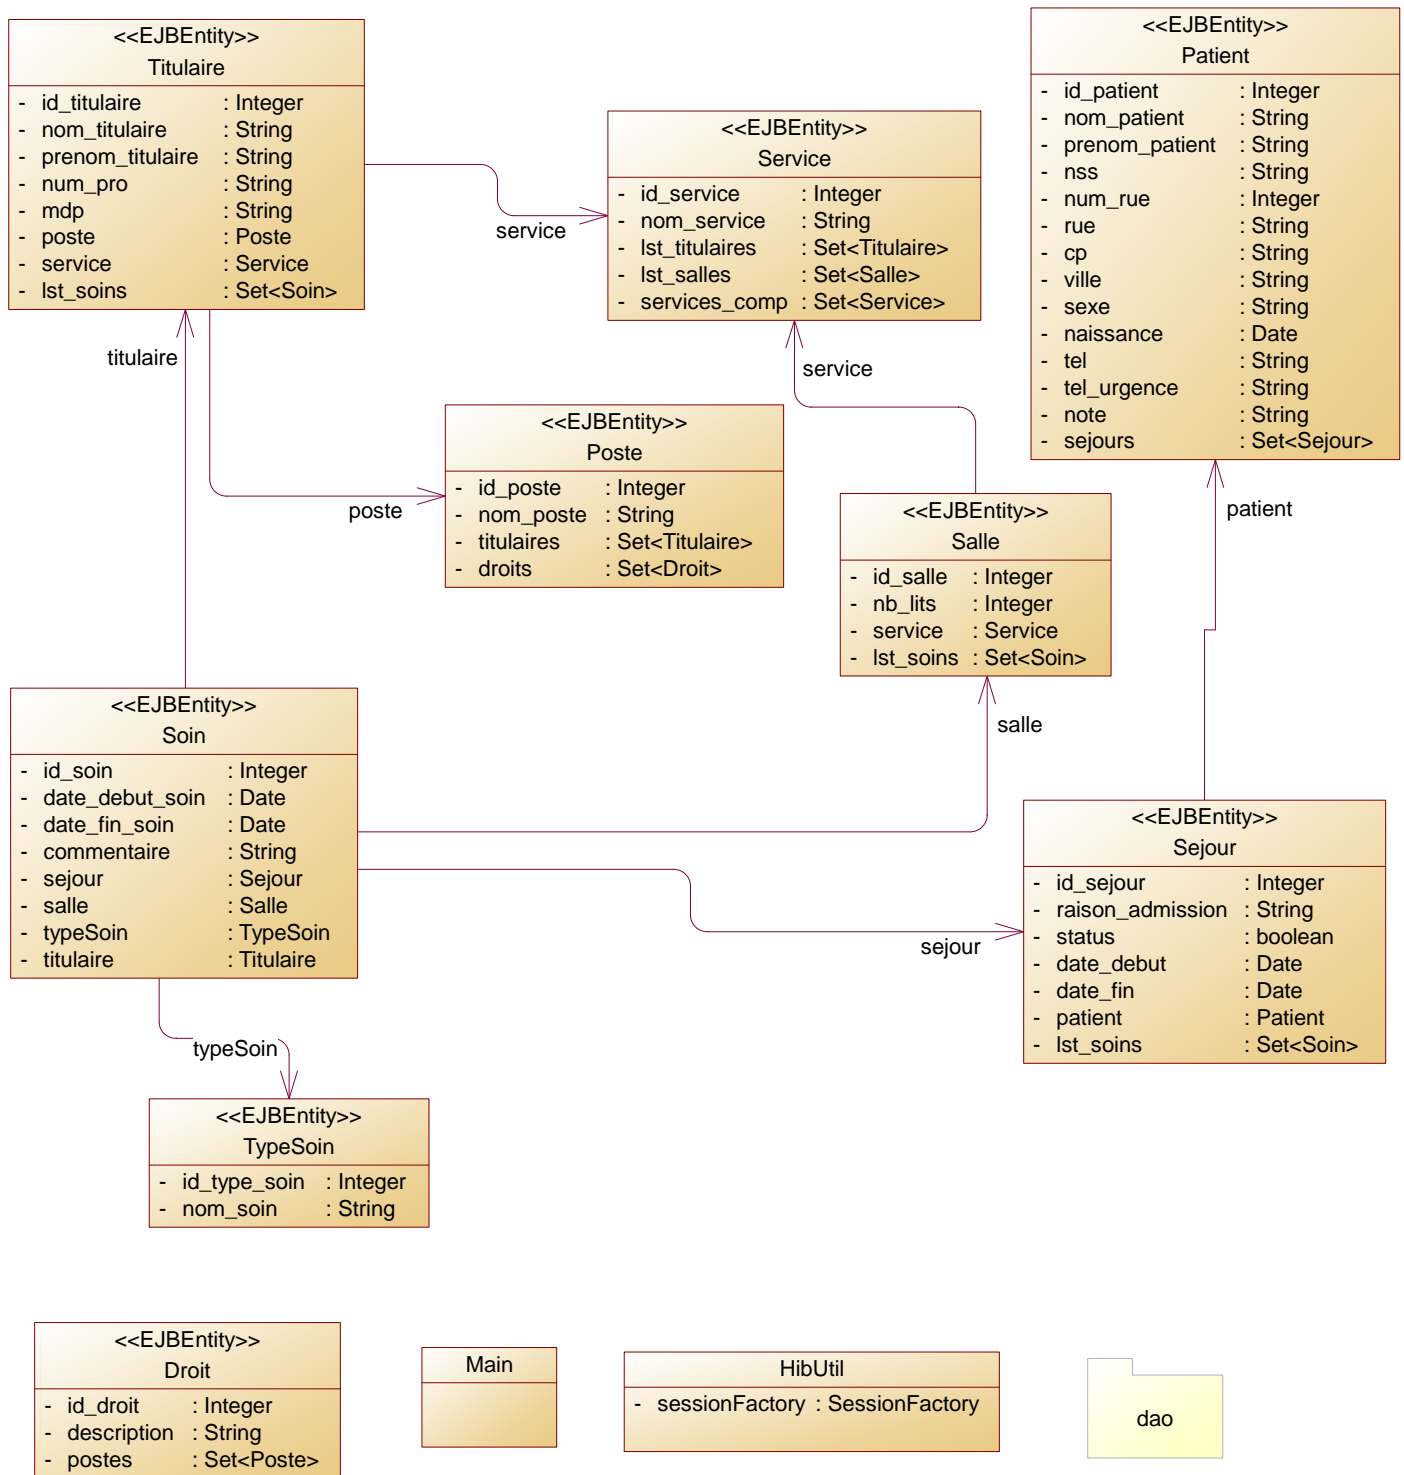 <<EJBEntity>>
Titulaire
- id_titulaire : Integer
- nom_titulaire : String
- prenom_titulaire : String
- num_pro : String
- mdp : String
- poste : Poste
- service : Service
- lst_soins : Set<Soin>
<<EJBEntity>>
Service
- id_service : Integer
- nom_service : String
- lst_titulaires : Set<Titulaire>
- lst_salles : Set<Salle>
- services_comp : Set<Service>
<<EJBEntity>>
Patient
- id_patient : Integer
- nom_patient : String
- prenom_patient : String
- nss : String
- num_rue : Integer
- rue : String
- cp : String
- ville : String
- sexe : String
- naissance : Date
- tel : String
- tel_urgence : String
- note : String
- sejours : Set<Sejour>
service
titulaire
service
<<EJBEntity>>
Poste
- id_poste : Integer
- nom_poste : String
- titulaires : Set<Titulaire>
- droits : Set<Droit>
poste
<<EJBEntity>>
Salle
- id_salle : Integer
- nb_lits : Integer
- service : Service
- lst_soins : Set<Soin>
patient
<<EJBEntity>>
Soin
- id_soin : Integer
- date_debut_soin : Date
- date_fin_soin : Date
- commentaire : String
- sejour : Sejour
- salle : Salle
- typeSoin : TypeSoin
- titulaire : Titulaire
salle
sejour
<<EJBEntity>>
Sejour
- id_sejour : Integer
- raison_admission : String
- status : boolean
- date_debut : Date
- date_fin : Date
- patient : Patient
- lst_soins : Set<Soin>
typeSoin
<<EJBEntity>>
TypeSoin
- id_type_soin : Integer
- nom_soin : String
<<EJBEntity>>
Droit
- id_droit : Integer
- description : String
- postes : Set<Poste>
Main
HibUtil
- sessionFactory : SessionFactory
dao